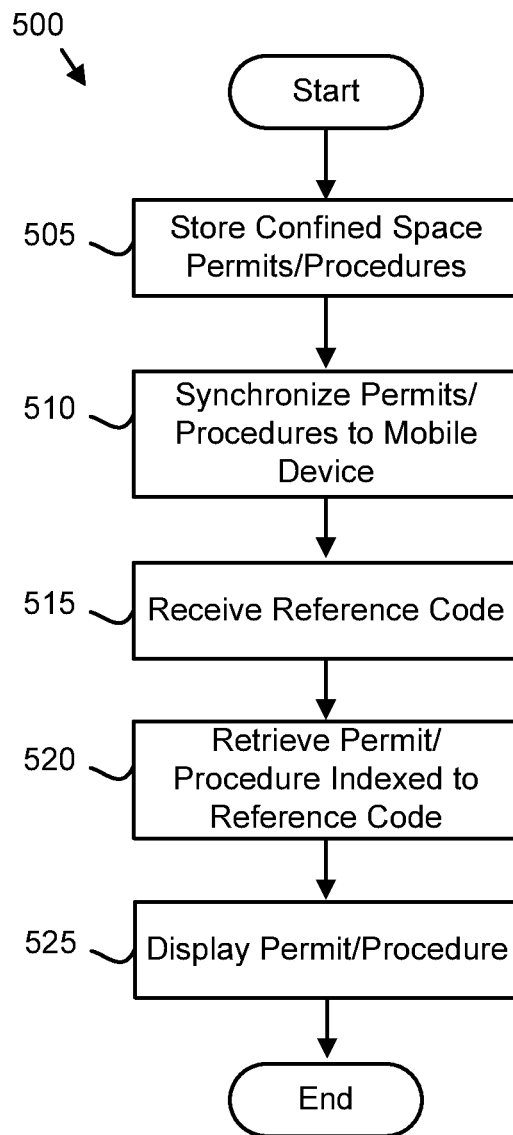 500
Start
505
Store Confined Space
Permits/Procedures
510
Synchronize Permits/
Procedures to Mobile
Device
515
Receive Reference Code
520
Retrieve Permit/
Procedure Indexed to
Reference Code
525
Display Permit/Procedure
End